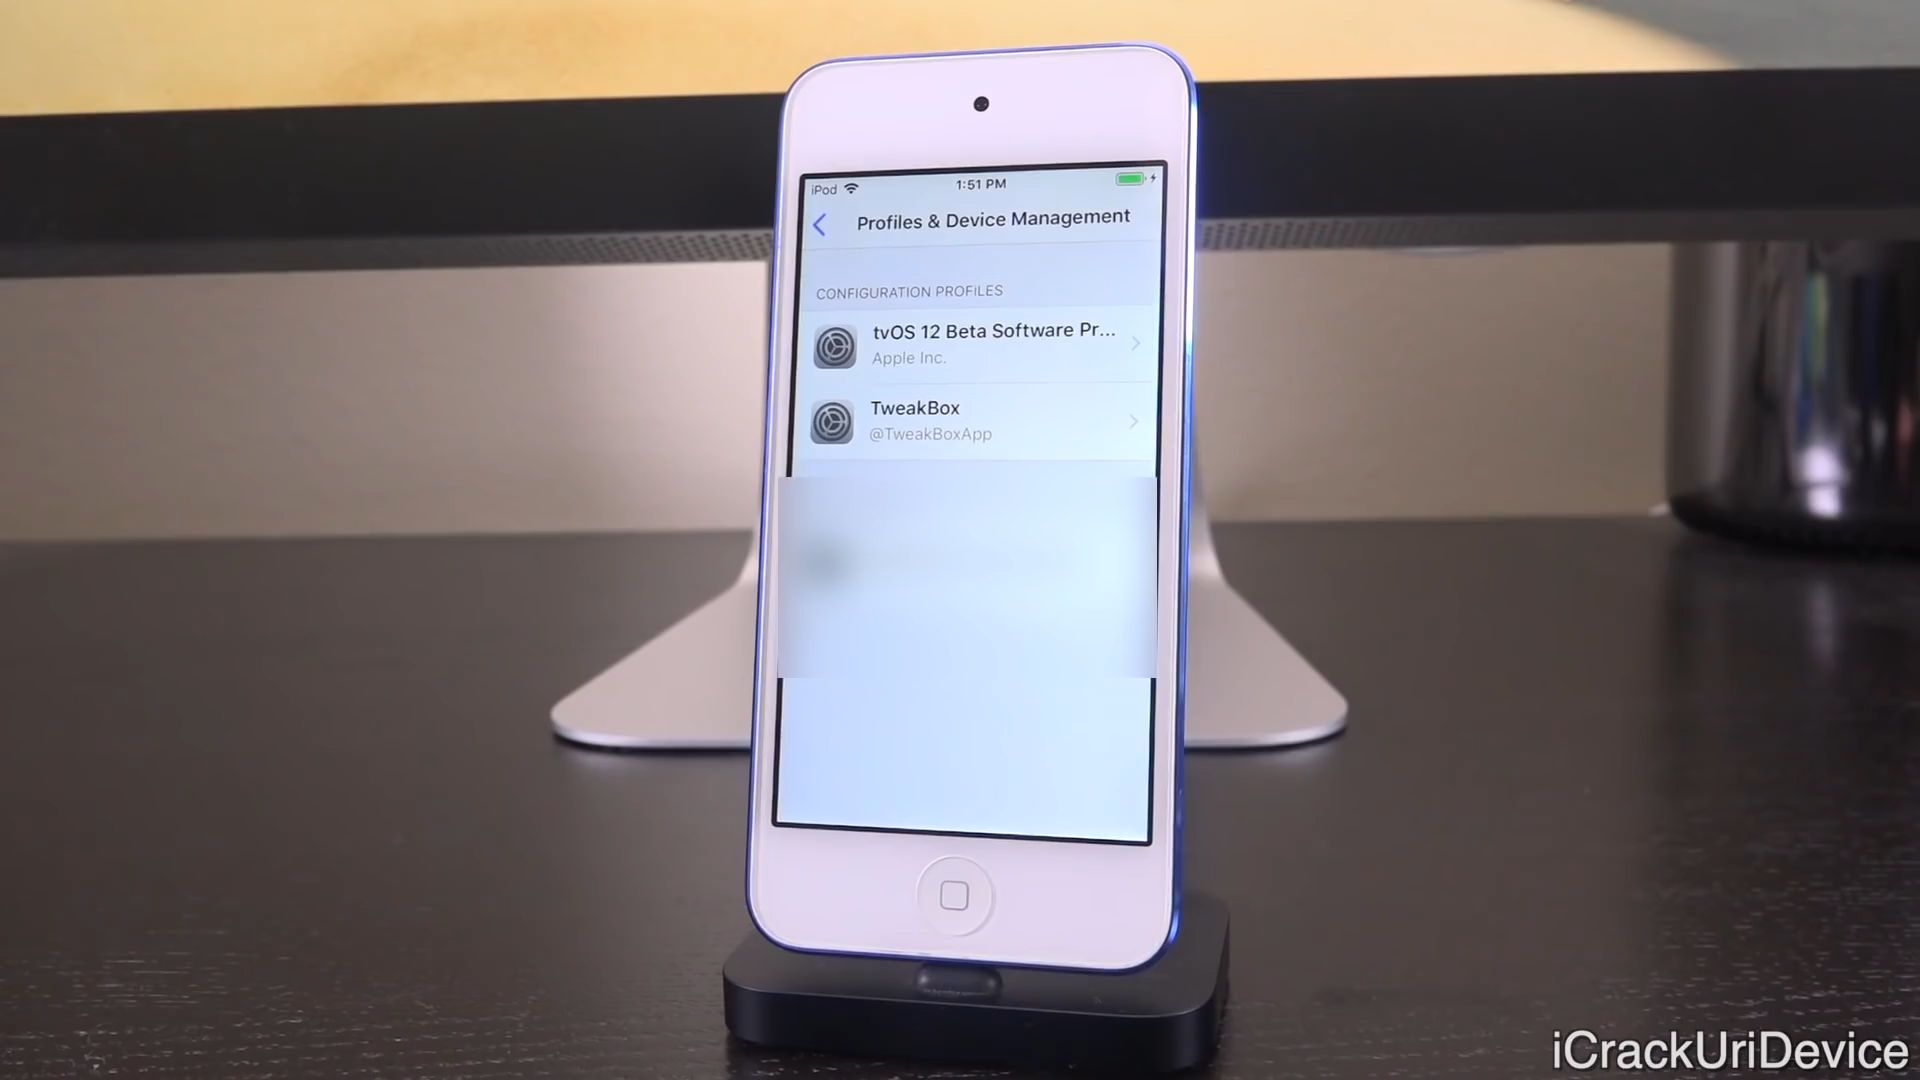 iPod
1:51 PM
Profiles & Device Management
CONFIGURATION PROFILES
tvOS 12 Beta Software Pr...
Apple Inc.
TweakBox
@TweakBoxApp
iCrackUriDevice